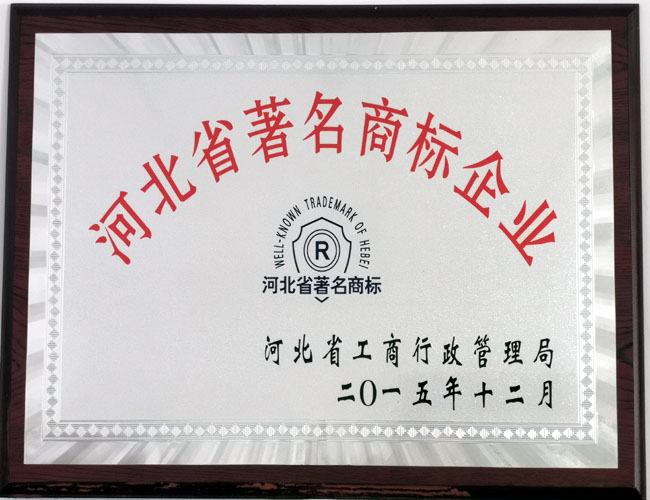 河北省著名商标企业
WELL-KNOWN TRADEMARK OF HEBEI
R
河北省著名商标
河北省工商行政管理局
二〇一五年十二月